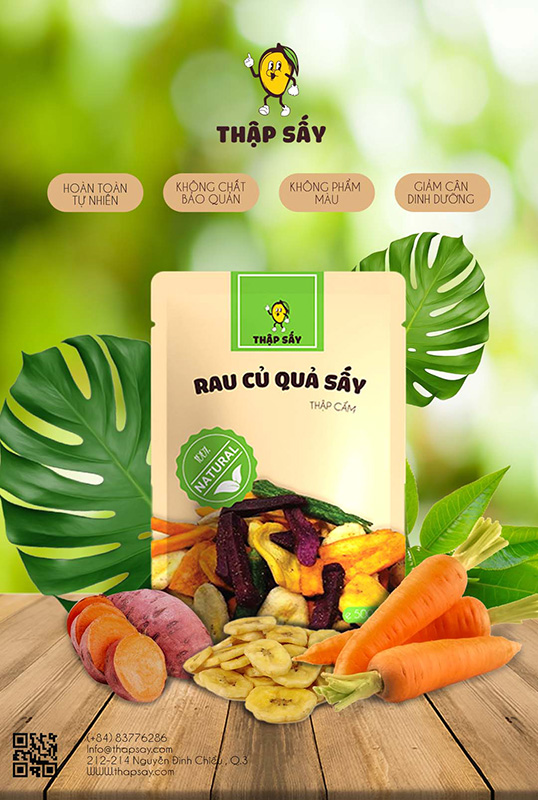 THẬP SẤY
HOÀN TOÀN
TỰ NHIÊN
KHÔNG CHẤT
BẢO QUẢN
KHÔNG PHẨM
MÀU
GIẢM CÂN
DINH DƯỠNG
THẬP SẤY
RAU CỦ QUẢ SẤY
THẬP CẨM
100%
NATURAL
(+84) 83776286
Info@thapsay.com
212-214 Nguyễn Đình Chiểu , Q.3
WWW.thapsay.com